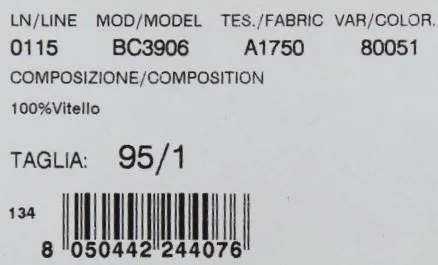 LN/LINE MOD/MODEL TES./FABRIC VAR/COLOR.
0115 BC3906 A1750 80051
COMPOSIZIONE/COMPOSITION
100%Vitello
TAGLIA: 95/1
134
8 050442 244076